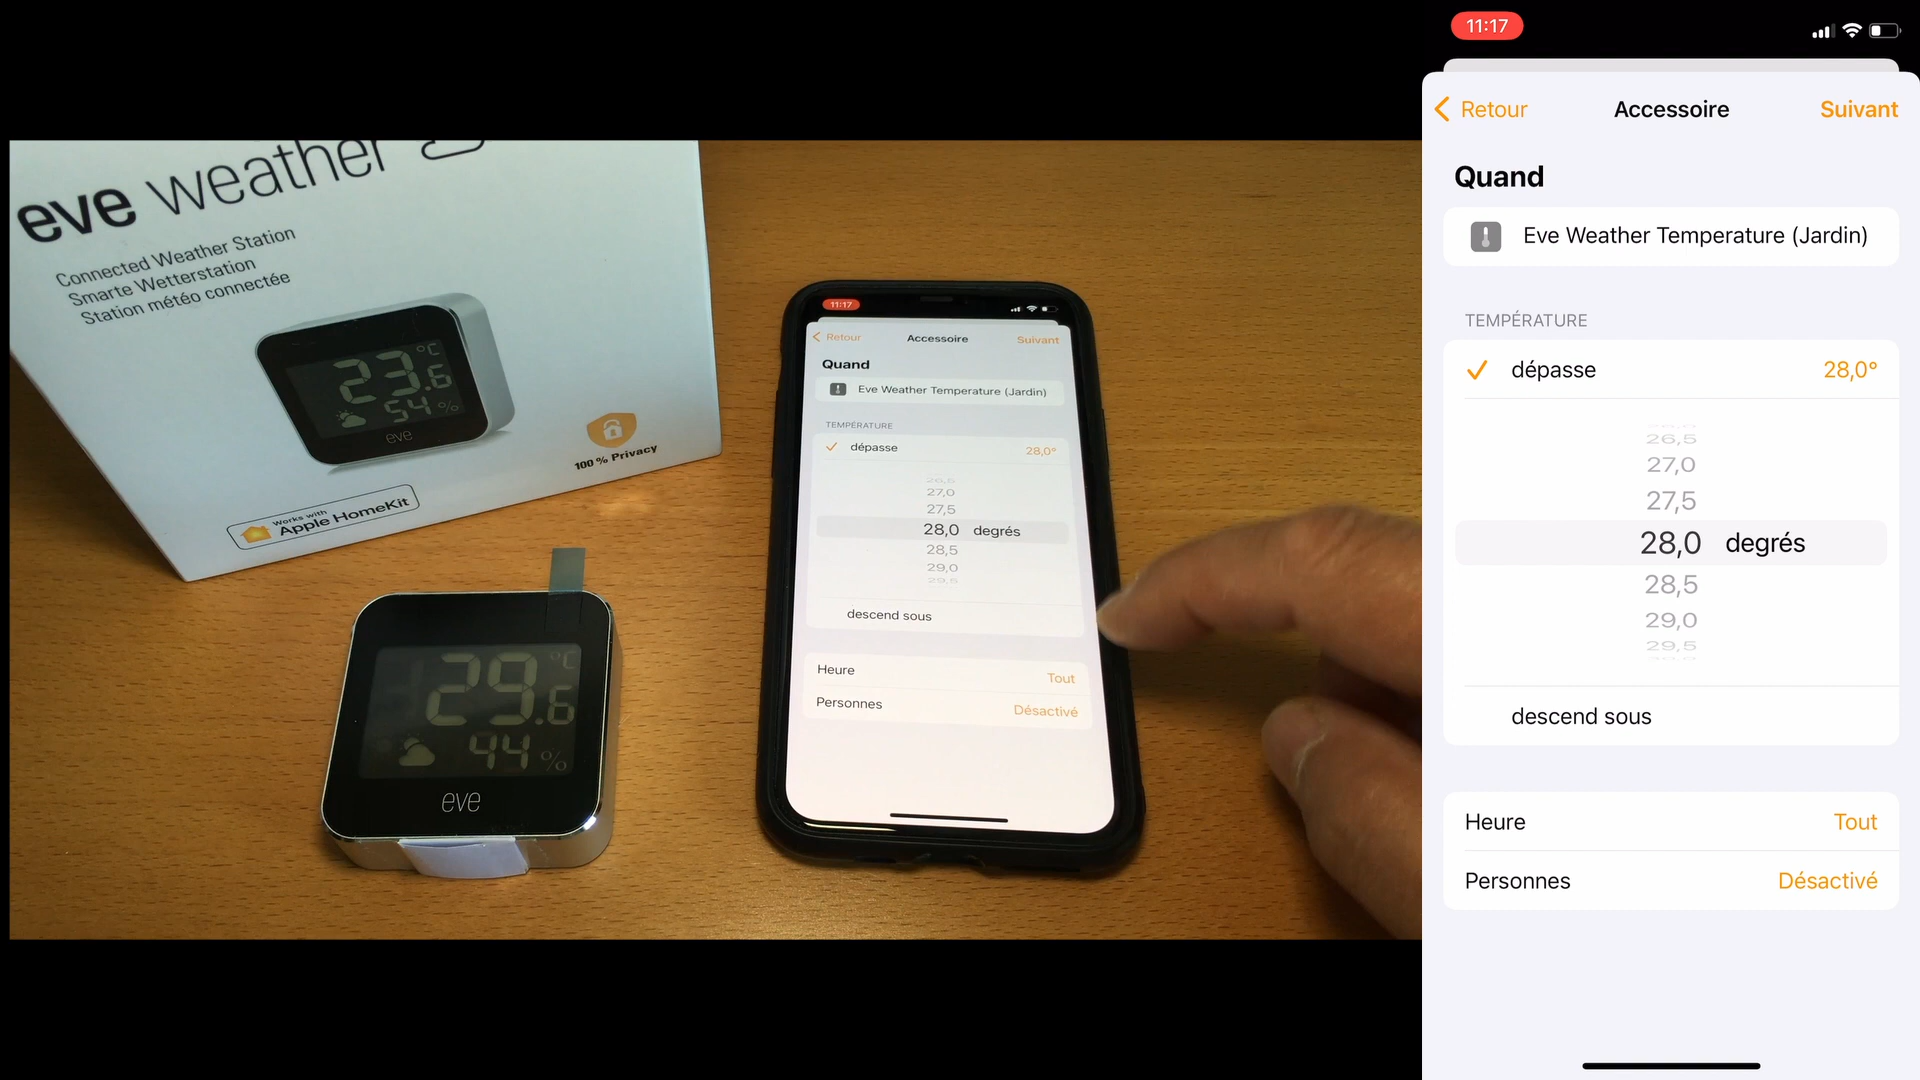 eve weather
Connected Weather Station
Smarte Wetterstation
Station météo connectée
23.6 °C
54 %
eve
100 % Privacy
Works with
Apple HomeKit
29.6 °C
44 %
eve
11:17
Retour
Accessoire
Suivant
Quand
Eve Weather Temperature (Jardin)
TEMPÉRATURE
dépasse 28,0°
26,5
27,0
27,5
28,0 degrés
28,5
29,0
29,5
descend sous
Heure Tout
Personnes Désactivé
11:17
Retour
Accessoire
Suivant
Quand
Eve Weather Temperature (Jardin)
TEMPÉRATURE
dépasse 28,0°
26,5
27,0
27,5
28,0 degrés
28,5
29,0
29,5
descend sous
Heure Tout
Personnes Désactivé